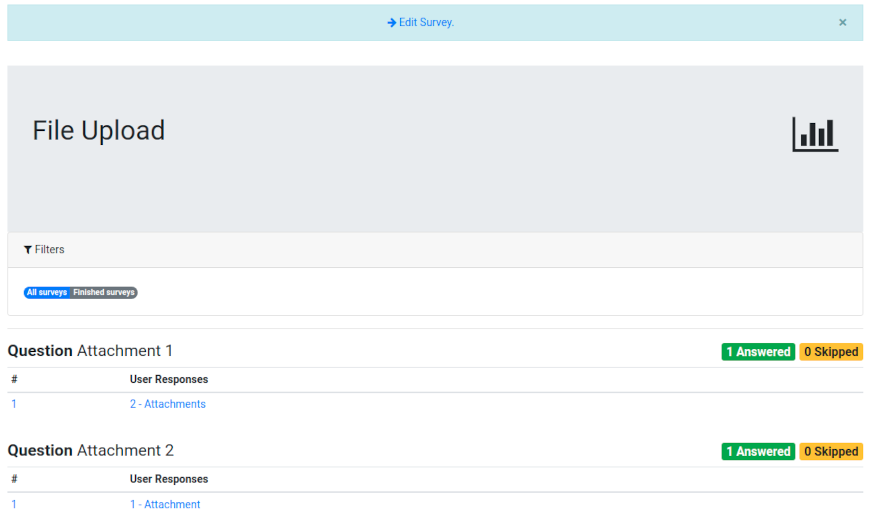 Edit Survey.
×
File Upload
Filters
All surveys Finished surveys
Question Attachment 1 1 Answered 0 Skipped
# User Responses
1 2 - Attachments
Question Attachment 2 1 Answered 0 Skipped
# User Responses
1 1 - Attachment